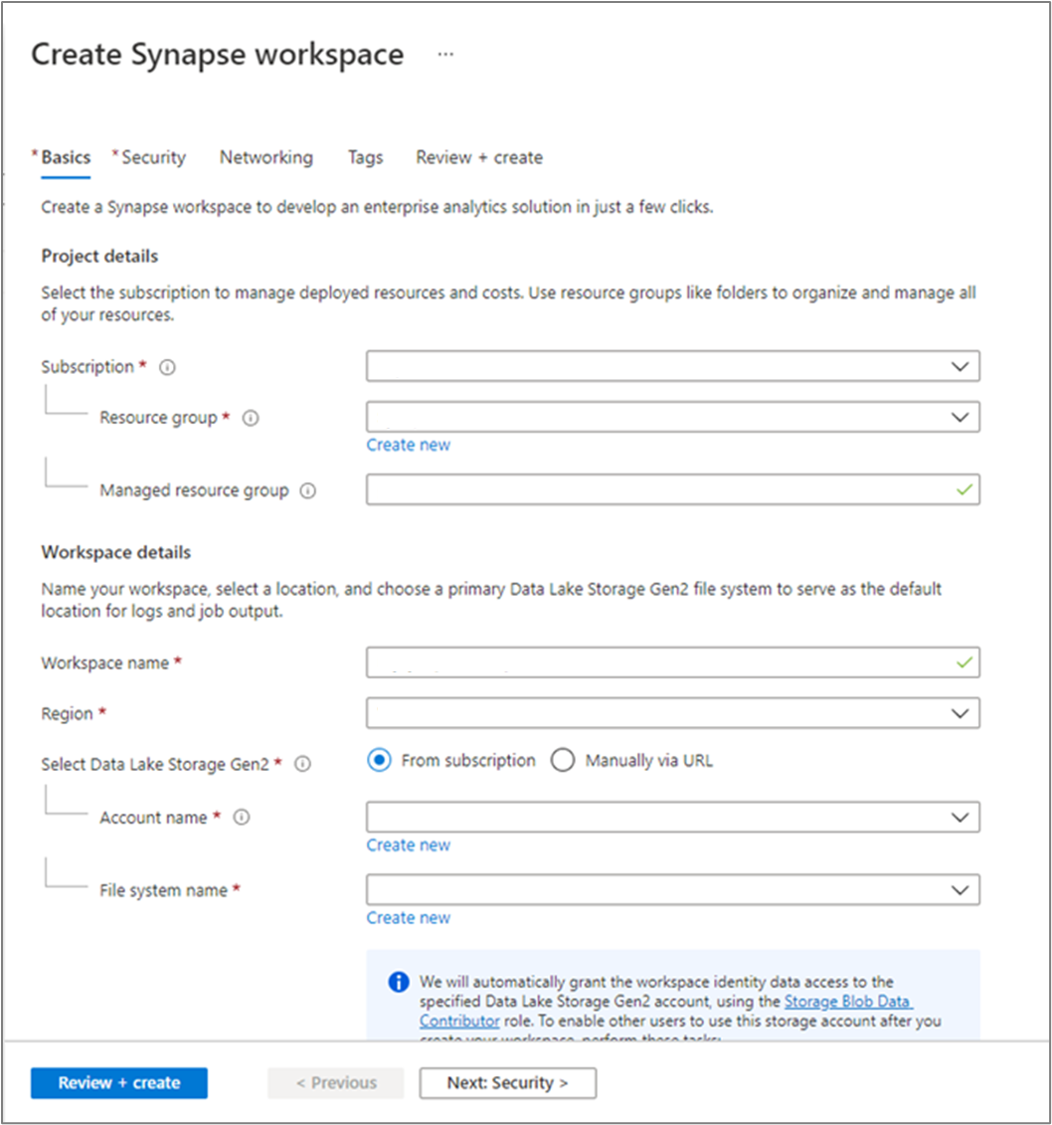 Create Synapse workspace ...
* Basics * Security Networking Tags Review + create
Create a Synapse workspace to develop an enterprise analytics solution in just a few clicks.
Project details
Select the subscription to manage deployed resources and costs. Use resource groups like folders to organize and manage all
of your resources.
Subscription *
Resource group *
Create new
Managed resource group
Workspace details
Name your workspace, select a location, and choose a primary Data Lake Storage Gen2 file system to serve as the default
location for logs and job output.
Workspace name *
Region *
Select Data Lake Storage Gen2 * From subscription Manually via URL
Account name *
Create new
File system name *
Create new
We will automatically grant the workspace identity data access to the
specified Data Lake Storage Gen2 account, using the Storage Blob Data
Contributor role. To enable other users to use this storage account after you
create your workspace, perform these tasks:
Review + create < Previous Next: Security >